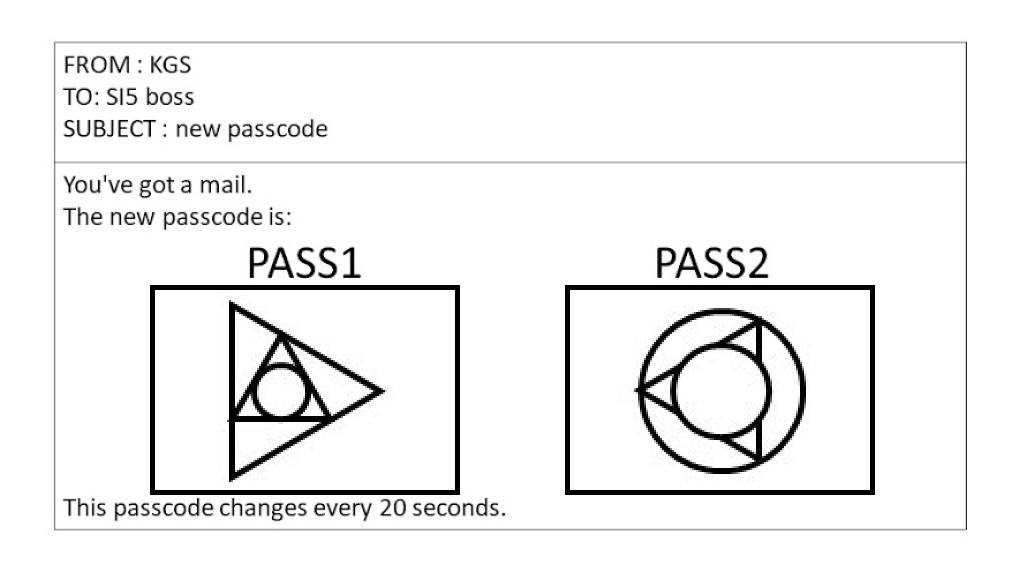 FROM : KGS
TO: SI5 boss
SUBJECT : new passcode
You've got a mail.
The new passcode is:
PASS1 PASS2
This passcode changes every 20 seconds.